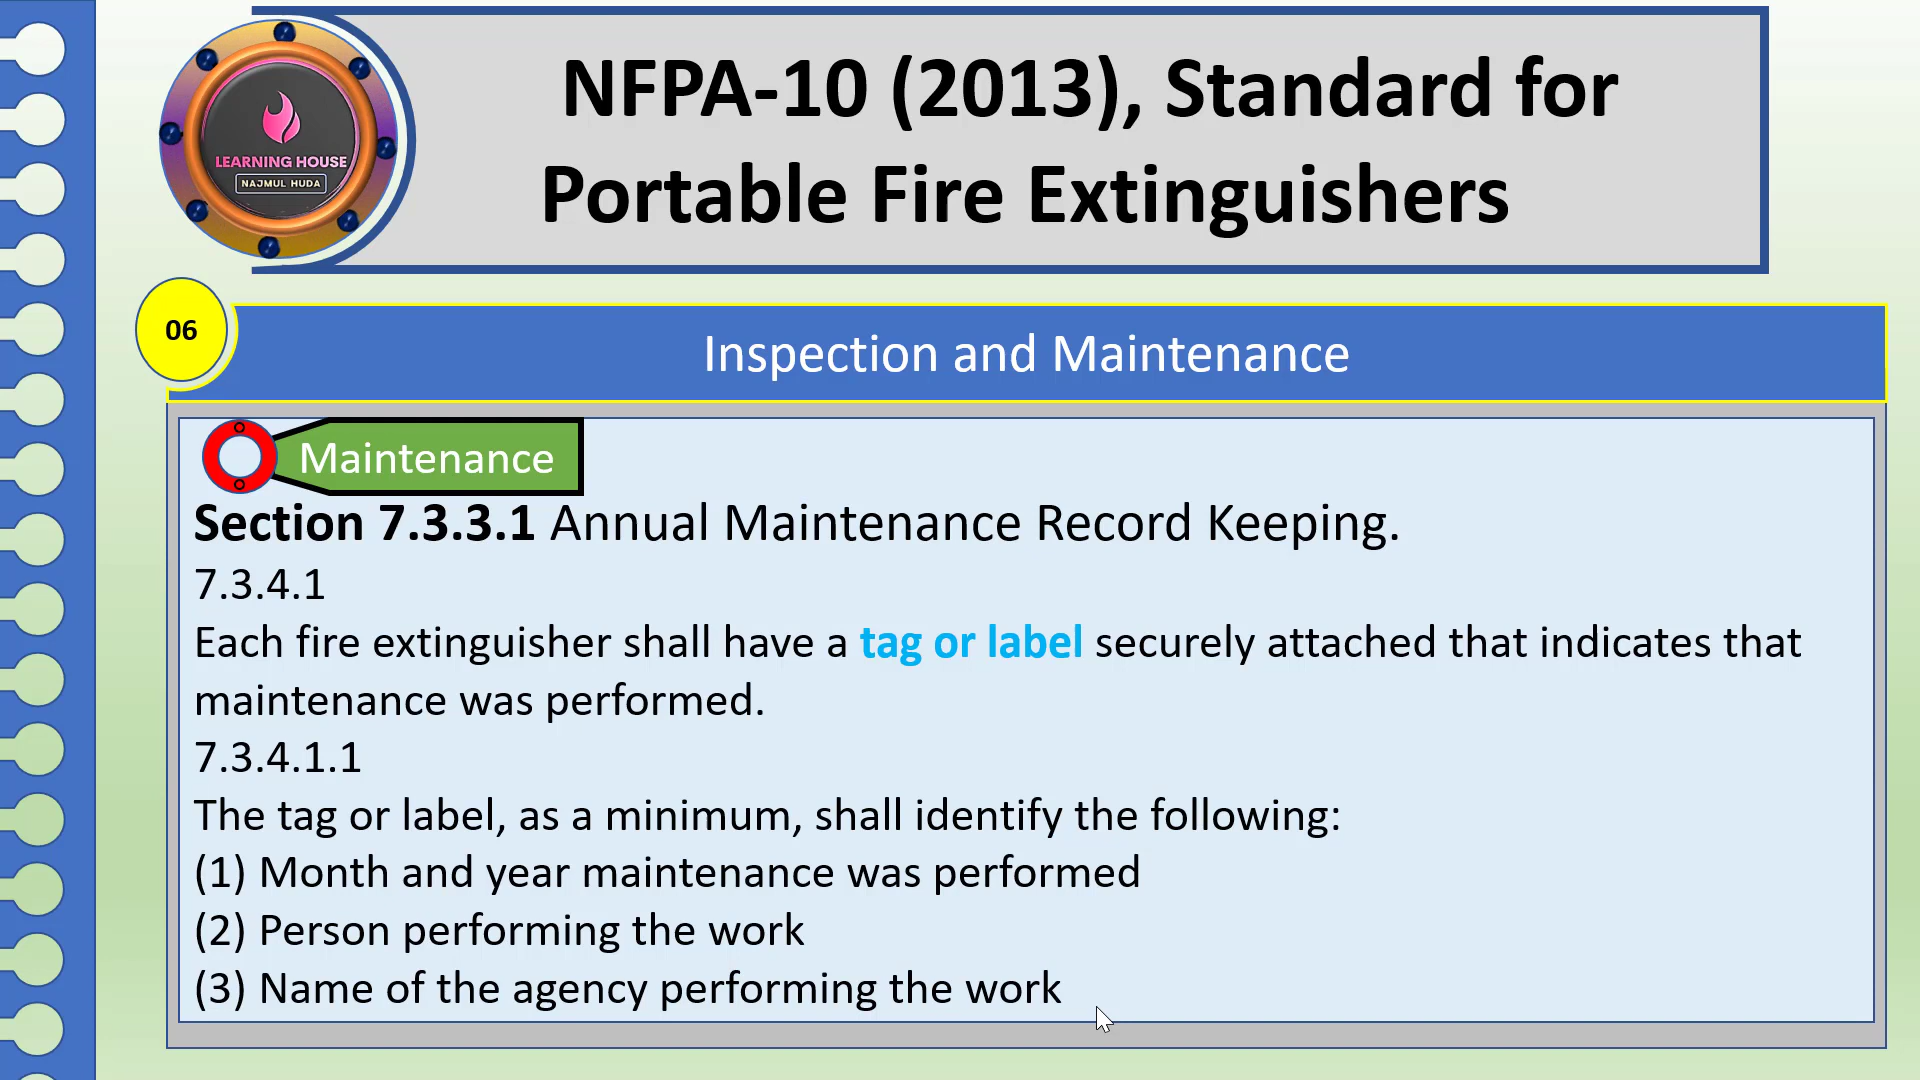 LEARNING HOUSE
NAJMUL HUDA
NFPA-10 (2013), Standard for
Portable Fire Extinguishers
06
Inspection and Maintenance
Maintenance
Section 7.3.3.1 Annual Maintenance Record Keeping.
7.3.4.1
Each fire extinguisher shall have a tag or label securely attached that indicates that
maintenance was performed.
7.3.4.1.1
The tag or label, as a minimum, shall identify the following:
(1) Month and year maintenance was performed
(2) Person performing the work
(3) Name of the agency performing the work